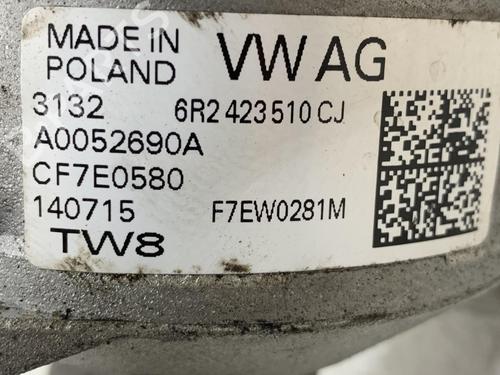 MADE IN
POLAND
VW AG
3132 6R2 423 510 CJ
A0052690A
CF7E0580
140715 F7EW0281M
TW8